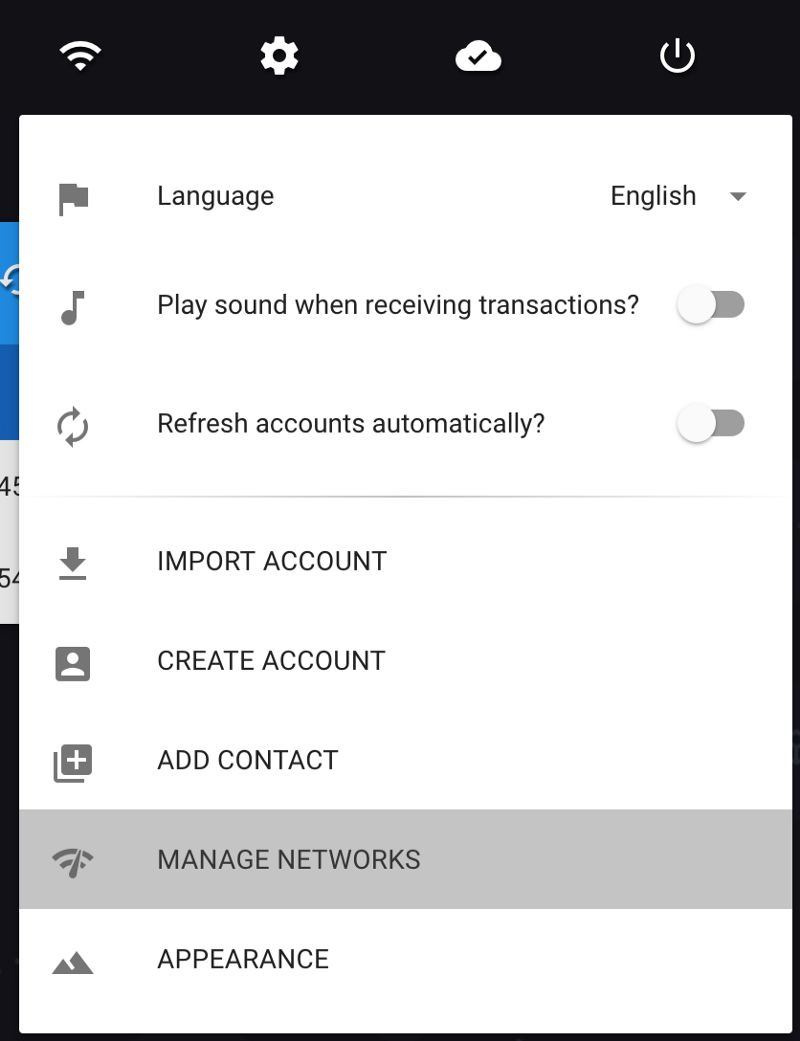 Language English
Play sound when receiving transactions?
Refresh accounts automatically?
IMPORT ACCOUNT
CREATE ACCOUNT
ADD CONTACT
MANAGE NETWORKS
APPEARANCE